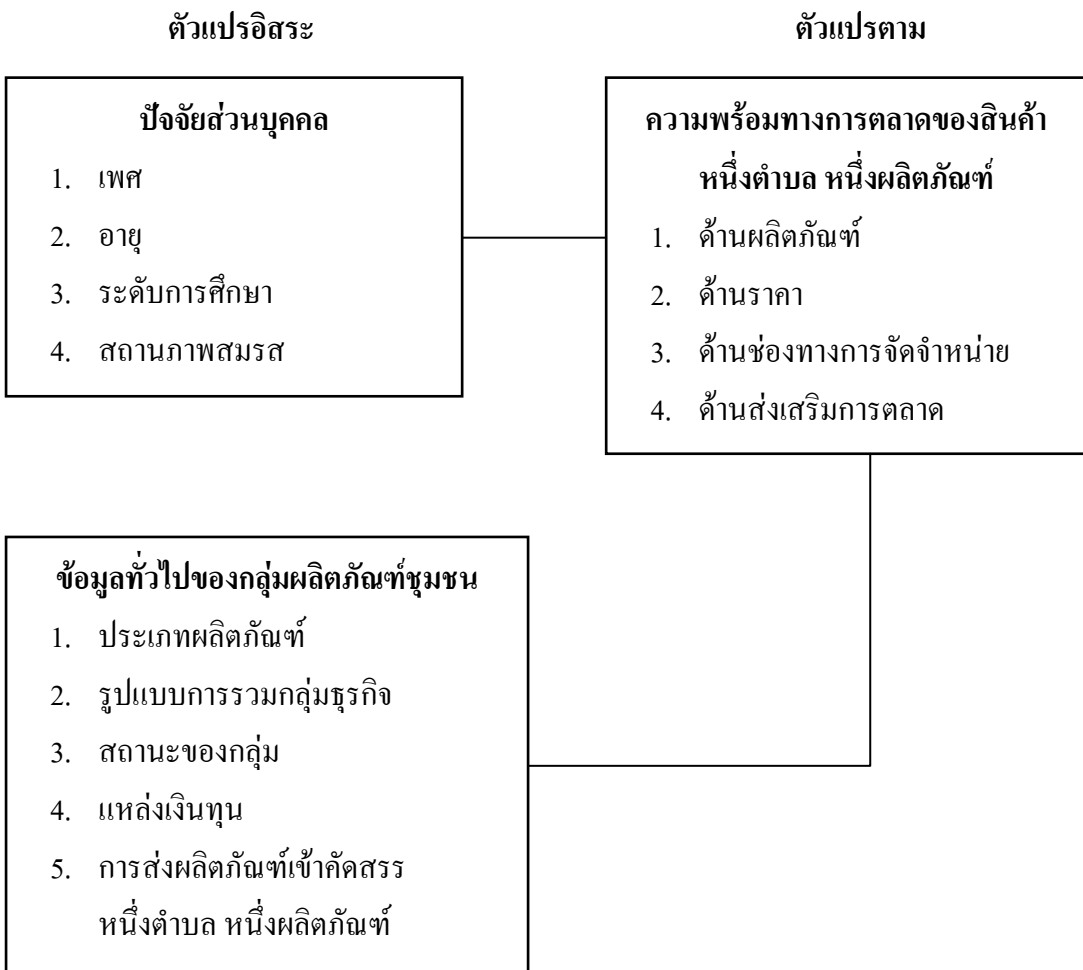 ตัวแปรอิสระ
ตัวแปรตาม
ปัจจัยส่วนบุคคล
1. เพศ
2. อายุ
3. ระดับการศึกษา
4. สถานภาพสมรส
ความพร้อมทางการตลาดของสินค้า
หนึ่งตำบล หนึ่งผลิตภัณฑ์
1. ด้านผลิตภัณฑ์
2. ด้านราคา
3. ด้านช่องทางการจัดจำหน่าย
4. ด้านส่งเสริมการตลาด
ข้อมูลทั่วไปของกลุ่มผลิตภัณฑ์ชุมชน
1. ประเภทผลิตภัณฑ์
2. รูปแบบการรวมกลุ่มธุรกิจ
3. สถานะของกลุ่ม
4. แหล่งเงินทุน
5. การส่งผลิตภัณฑ์เข้าคัดสรร
หนึ่งตำบล หนึ่งผลิตภัณฑ์